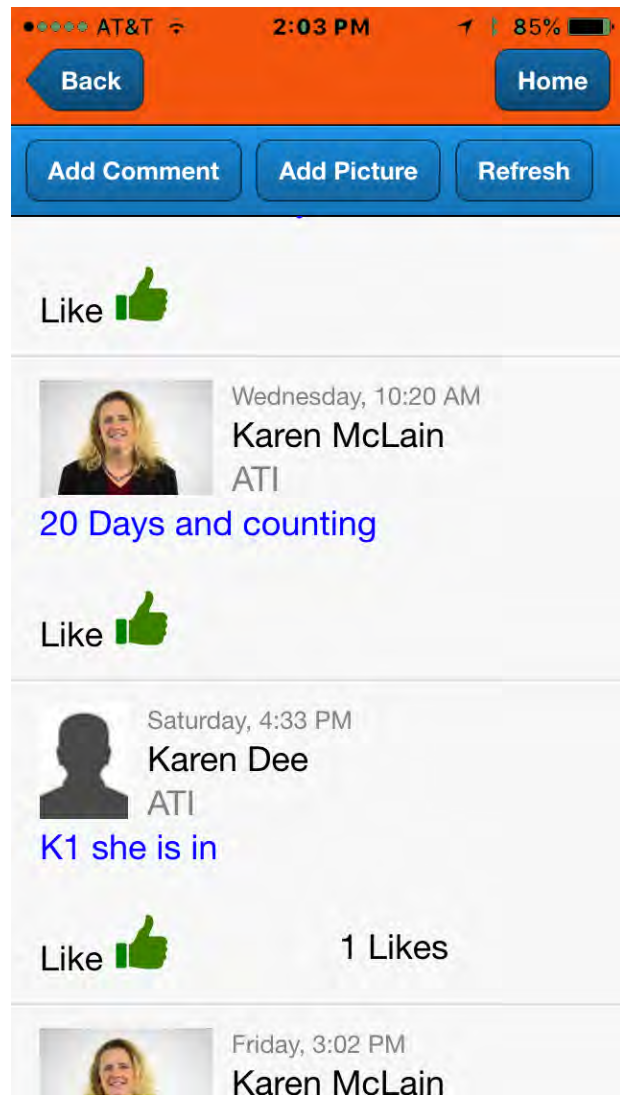 AT&T 2:03 PM 85%
Back Home
Add Comment Add Picture Refresh
Like
Wednesday, 10:20 AM
Karen McLain
ATI
20 Days and counting
Like
Saturday, 4:33 PM
Karen Dee
ATI
K1 she is in
Like 1 Likes
Friday, 3:02 PM
Karen McLain